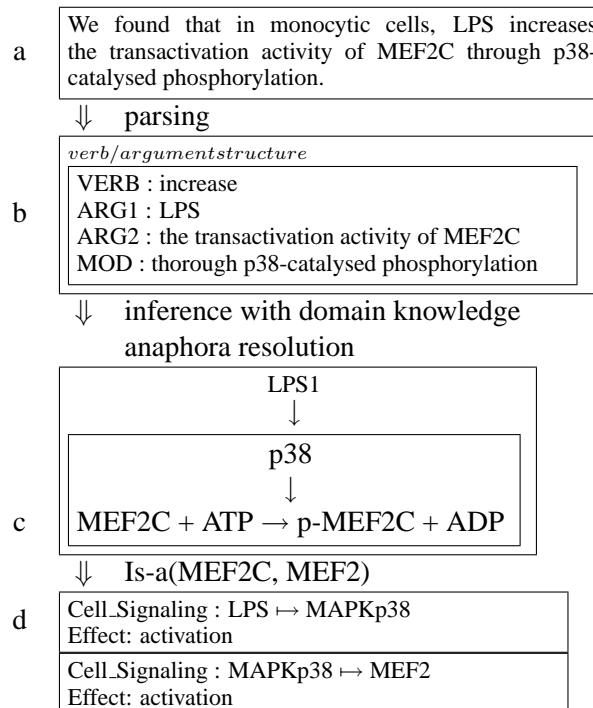 a
We found that in monocytic cells, LPS increases
the transactivation activity of MEF2C through p38-
catalysed phosphorylation.
⇓ parsing
b
verb/argumentstructure
VERB : increase
ARG1 : LPS
ARG2 : the transactivation activity of MEF2C
MOD : thorough p38-catalysed phosphorylation
⇓ inference with domain knowledge
anaphora resolution
c
LPS1
↓
p38
↓
MEF2C + ATP → p-MEF2C + ADP
⇓ Is-a(MEF2C, MEF2)
d
Cell_Signaling : LPS ↦ MAPKp38
Effect: activation
Cell_Signaling : MAPKp38 ↦ MEF2
Effect: activation